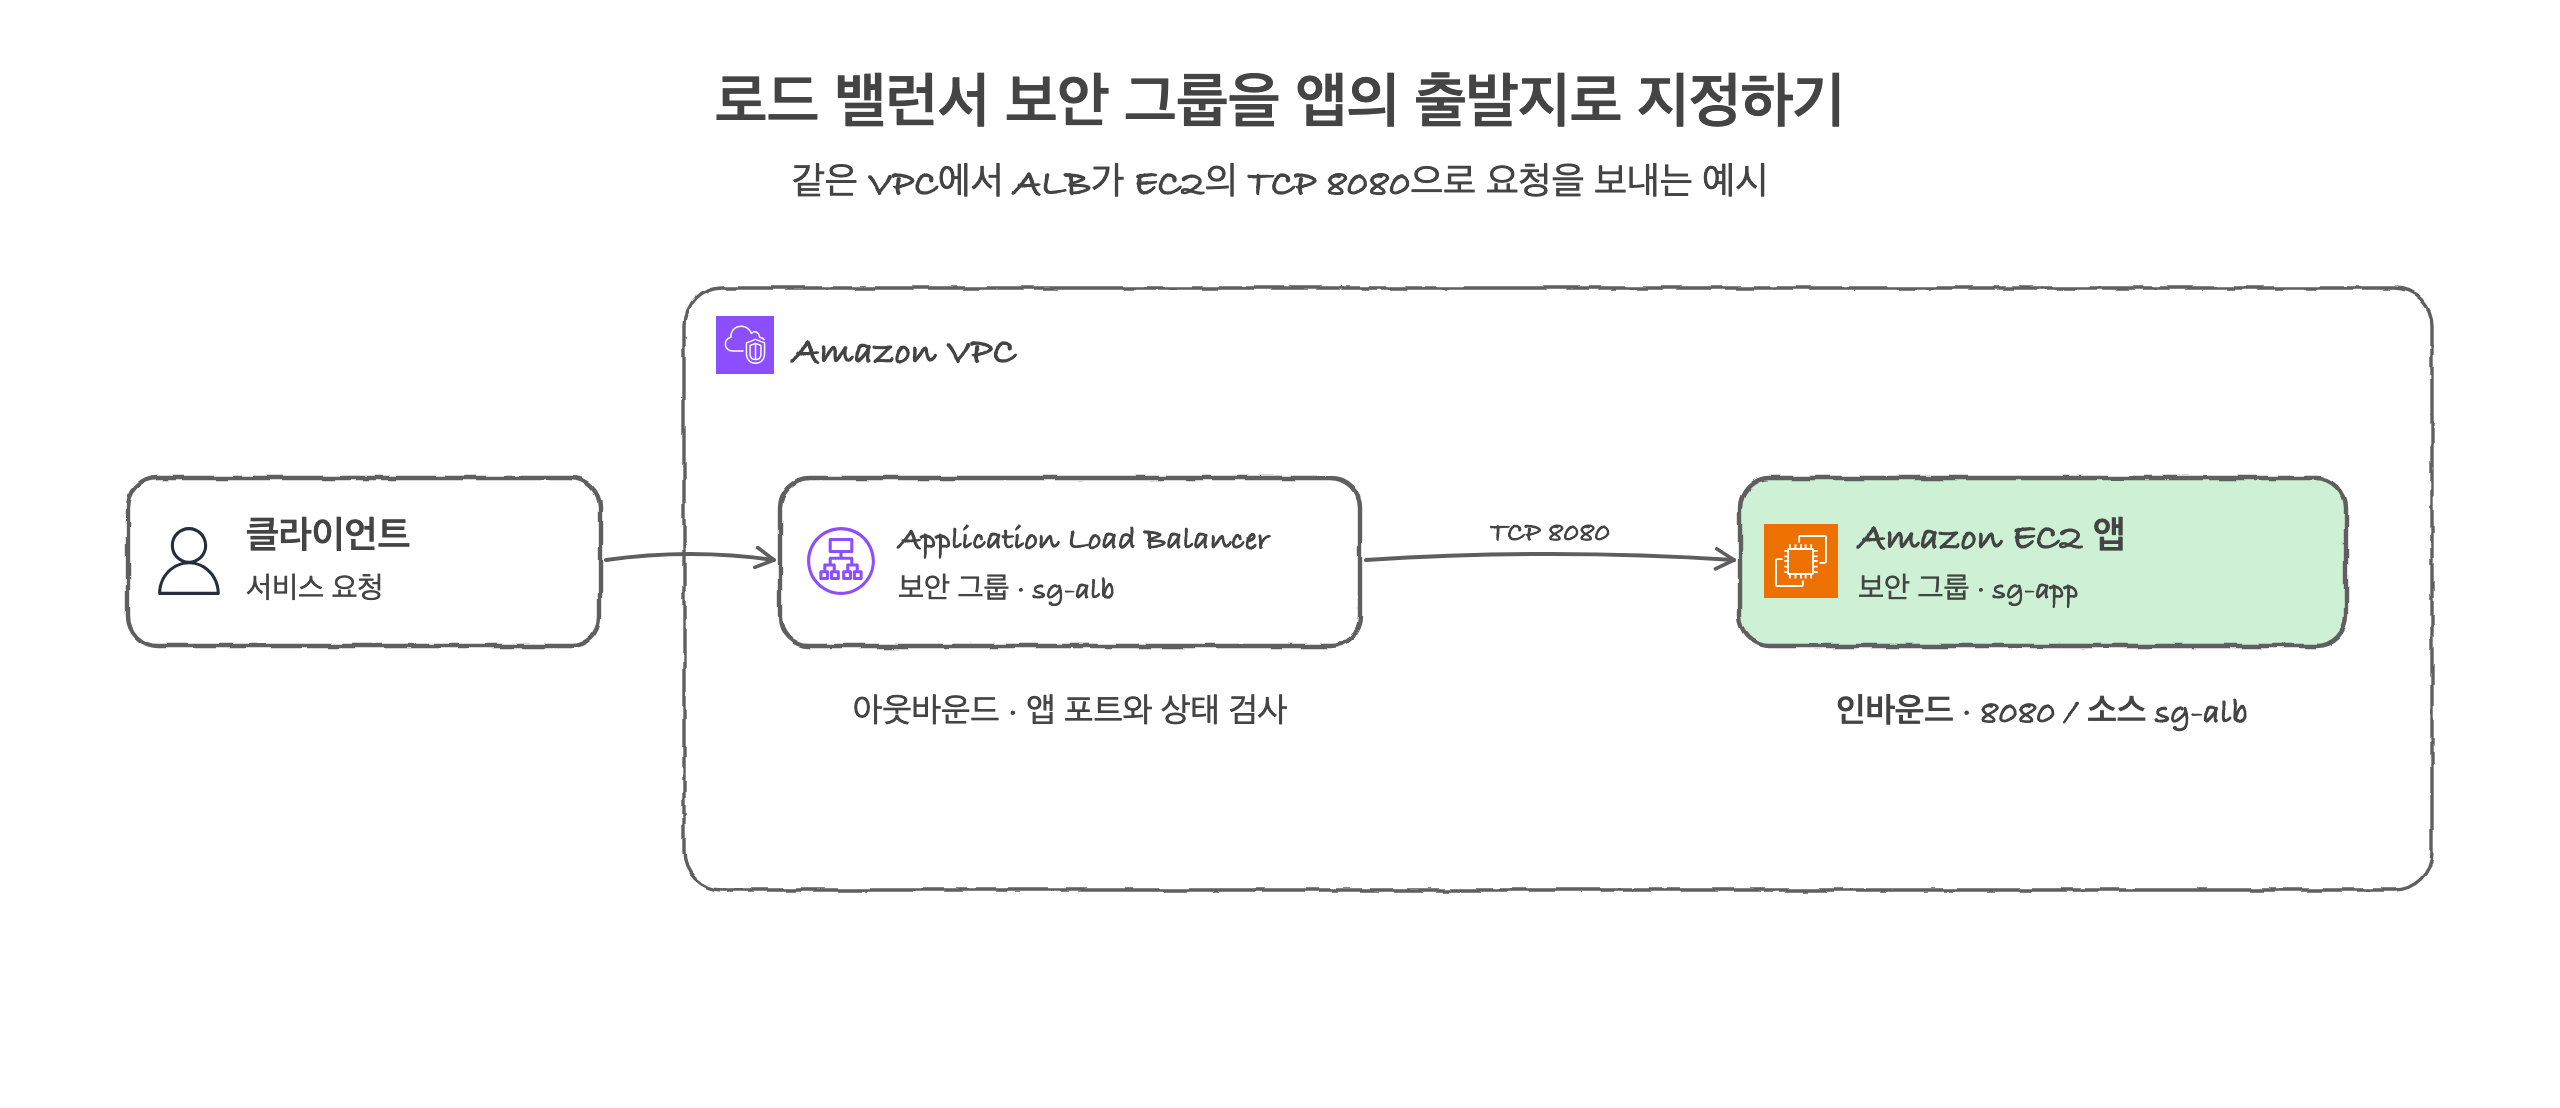 로드 밸런서 보안 그룹을 앱의 출발지로 지정하기
같은 VPC에서 ALB가 EC2의 TCP 8080으로 요청을 보내는 예시
Amazon VPC
클라이언트
서비스 요청
Application Load Balancer
보안 그룹 · sg-alb
TCP 8080
Amazon EC2 앱
보안 그룹 · sg-app
아웃바운드 · 앱 포트와 상태 검사
인바운드 · 8080 / 소스 sg-alb